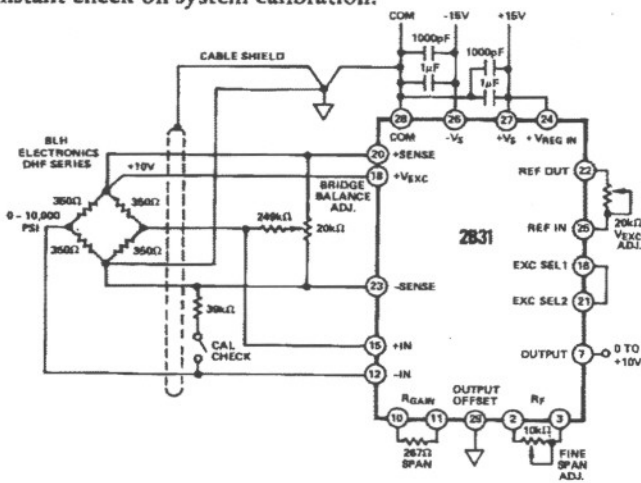 nstant check on system calibration.
COM
-15V
+15V
1000pF
1000pF
CABLE SHIELD
1μF
1μF
28
26
27
24
COM
-VS
+VS
+VREG IN
BLH
ELECTRONICS
DHF SERIES
+10V
20
+SENSE
18
+VEXC
REF OUT
22
BRIDGE
BALANCE
ADJ.
350Ω
350Ω
0 – 10,000
PSI
249kΩ
20kΩ
20kΩ
VEXC
ADJ.
2B31
REF IN
25
350Ω
350Ω
EXC SEL1
16
23
-SENSE
EXC SEL2
21
39kΩ
CAL
CHECK
15
+IN
OUTPUT
7
0 TO
+10V
12
-IN
RGAIN
OUTPUT
OFFSET
RF
10
11
29
2
3
267Ω
SPAN
10kΩ
FINE
SPAN
ADJ.